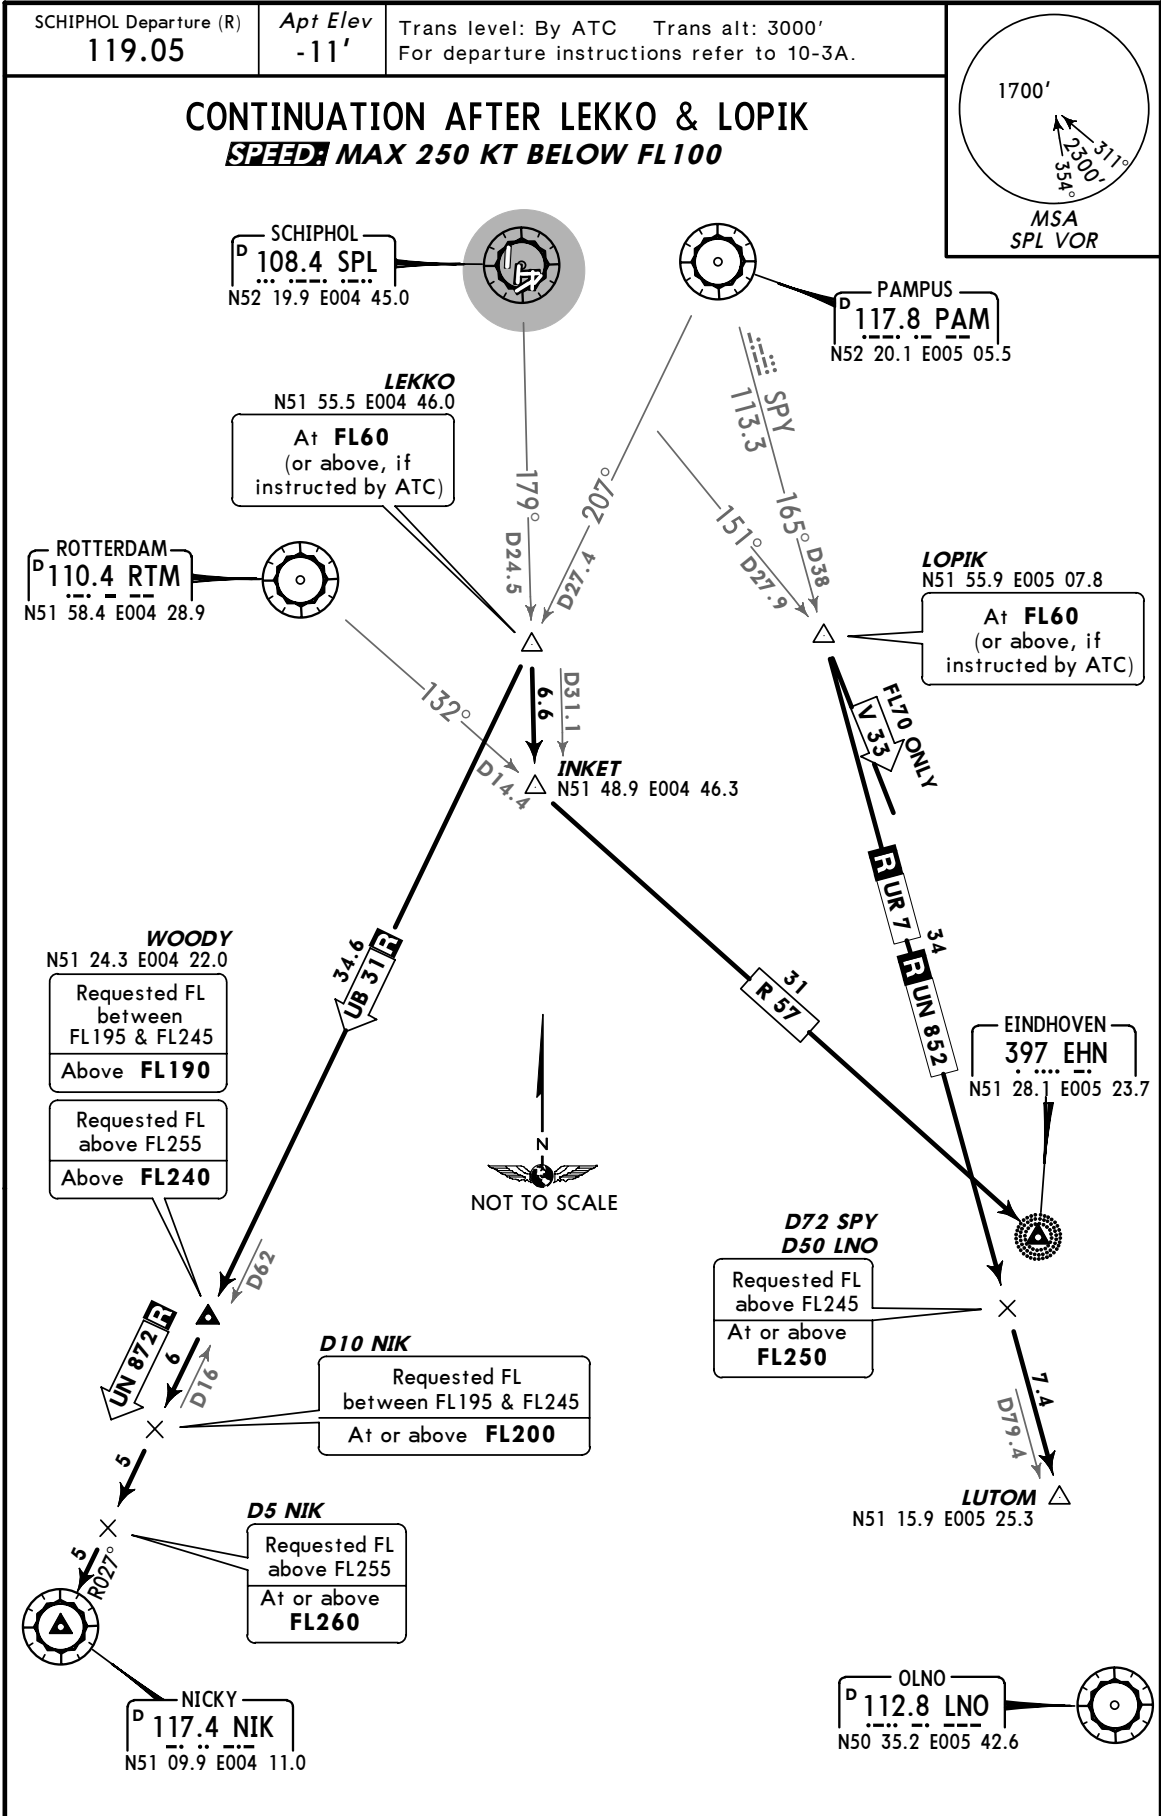 SCHIPHOL Departure (R)
119.05
Apt Elev
-11'
Trans level: By ATC Trans alt: 3000'
For departure instructions refer to 10-3A.
1700'
2300'
311°
354°
MSA
SPL VOR
CONTINUATION AFTER LEKKO & LOPIK
SPEED: MAX 250 KT BELOW FL100
SCHIPHOL
D 108.4 SPL
N52 19.9 E004 45.0
PAMPUS
D 117.8 PAM
N52 20.1 E005 05.5
LEKKO
N51 55.5 E004 46.0
At FL60
(or above, if
instructed by ATC)
SPY
113.3
179°
D24.5
207°
D27.4
151°
D27.9
165°
D38
ROTTERDAM
D 110.4 RTM
N51 58.4 E004 28.9
LOPIK
N51 55.9 E005 07.8
At FL60
(or above, if
instructed by ATC)
132°
D14.4
6.6
D31.1
INKET
N51 48.9 E004 46.3
V 33
FL70 ONLY
R UR 7
34
R UN 852
WOODY
N51 24.3 E004 22.0
Requested FL
between
FL195 & FL245
Above FL190
Requested FL
above FL255
Above FL240
34.6
UB 31 R
31
R 57
EINDHOVEN
397 EHN
N51 28.1 E005 23.7
N
NOT TO SCALE
D72 SPY
D50 LNO
Requested FL
above FL245
At or above
FL250
D62
UN 872 R
6
D16
D10 NIK
Requested FL
between FL195 & FL245
At or above FL200
7.4
D79.4
5
LUTOM
N51 15.9 E005 25.3
D5 NIK
Requested FL
above FL255
At or above
FL260
5
R027°
NICKY
D 117.4 NIK
N51 09.9 E004 11.0
OLNO
D 112.8 LNO
N50 35.2 E005 42.6